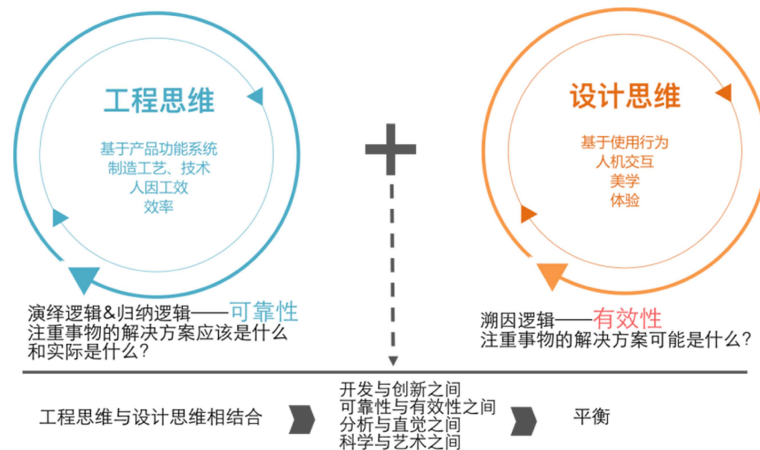 工程思维
基于产品功能系统
制造工艺、技术
人因工效
效率
演绎逻辑&归纳逻辑——可靠性
注重事物的解决方案应该是什么
和实际是什么?
设计思维
基于使用行为
人机交互
美学
体验
溯因逻辑——有效性
注重事物的解决方案可能是什么?
工程思维与设计思维相结合
开发与创新之间
可靠性与有效性之间
分析与直觉之间
科学与艺术之间
平衡